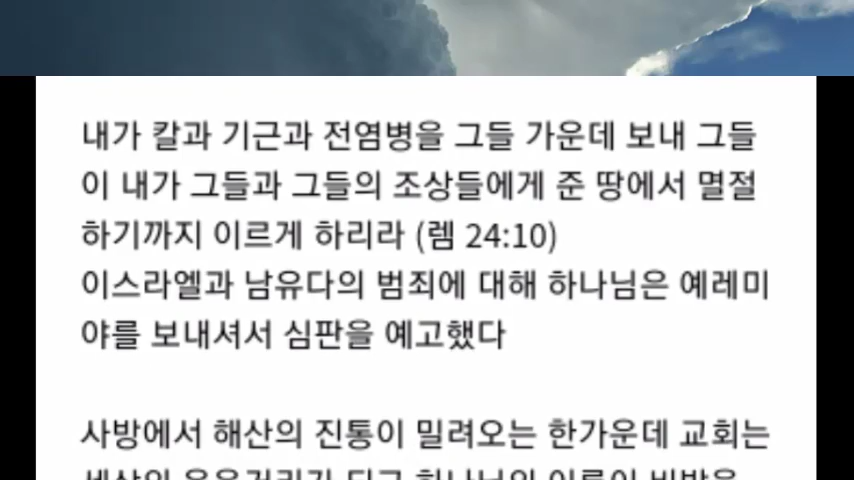 내가 칼과 기근과 전염병을 그들 가운데 보내 그들
이 내가 그들과 그들의 조상들에게 준 땅에서 멸절
하기까지 이르게 하리라 (렘 24:10)
이스라엘과 남유다의 범죄에 대해 하나님은 예레미
야를 보내셔서 심판을 예고했다
사방에서 해산의 진통이 밀려오는 한가운데 교회는